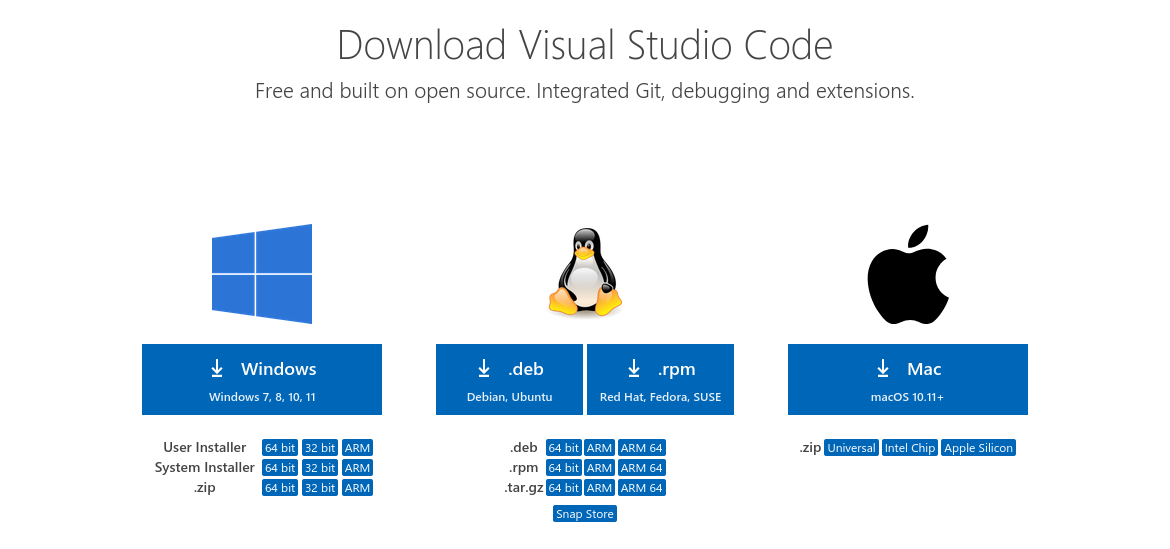 Download Visual Studio Code
Free and built on open source. Integrated Git, debugging and extensions.
Windows
Windows 7, 8, 10, 11
User Installer 64 bit 32 bit ARM
System Installer 64 bit 32 bit ARM
.zip 64 bit 32 bit ARM
.deb
Debian, Ubuntu
.rpm
Red Hat, Fedora, SUSE
.deb 64 bit ARM ARM 64
.rpm 64 bit ARM ARM 64
.tar.gz 64 bit ARM ARM 64
Snap Store
Mac
macOS 10.11+
.zip Universal Intel Chip Apple Silicon